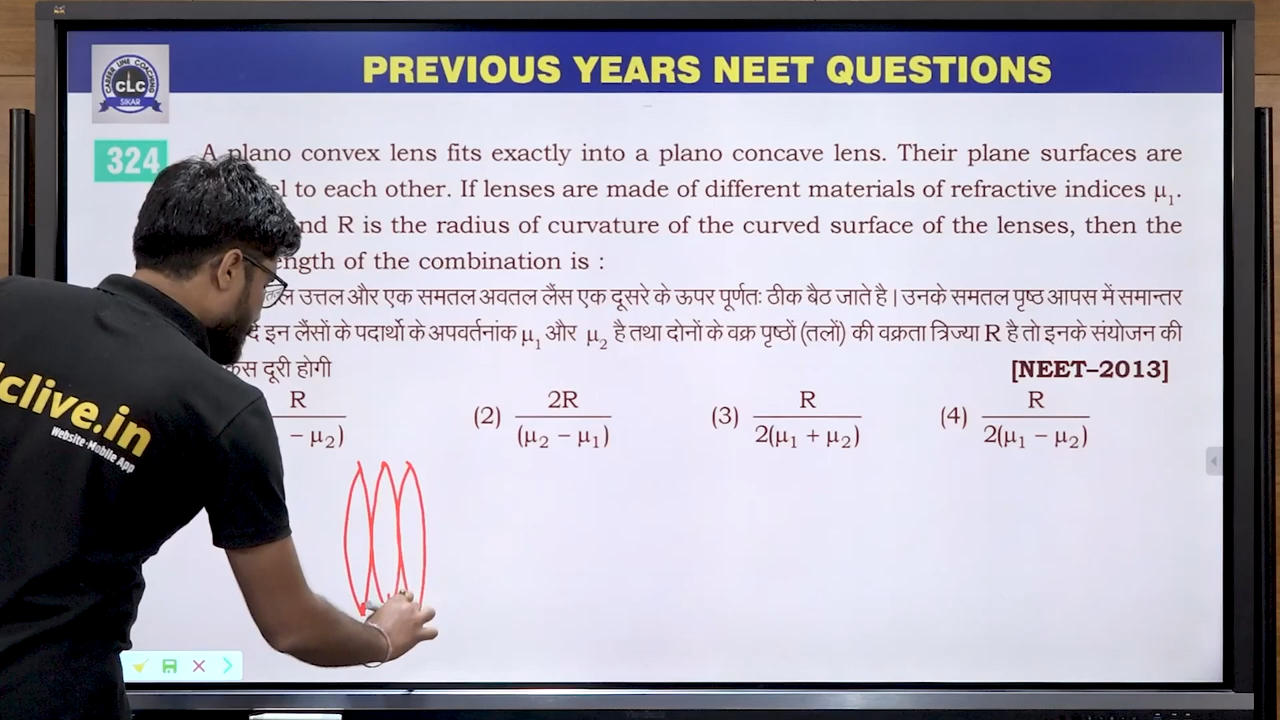 PREVIOUS YEARS NEET QUESTIONS
CLC
SIKAR
324
A plano convex lens fits exactly into a plano concave lens. Their plane surfaces are
to each other. If lenses are made of different materials of refractive indices μ₁.
R is the radius of curvature of the curved surface of the lenses, then the
of the combination is :
उत्तल और एक समतल अवतल लैंस एक दूसरे के ऊपर पूर्णतः ठीक बैठ जाते है। उनके समतल पृष्ठ आपस में समान्तर
इन लैंसों के पदार्थो के अपवर्तनांक μ₁ और μ₂ है तथा दोनों के वक्र पृष्ठों (तलों) की वक्रता त्रिज्या R है तो इनके संयोजन की
दूरी होगी [NEET–2013]
R / – μ₂) (2) 2R / (μ₂ – μ₁) (3) R / 2(μ₁ + μ₂) (4) R / 2(μ₁ – μ₂)
clive.in
Website•Mobile App